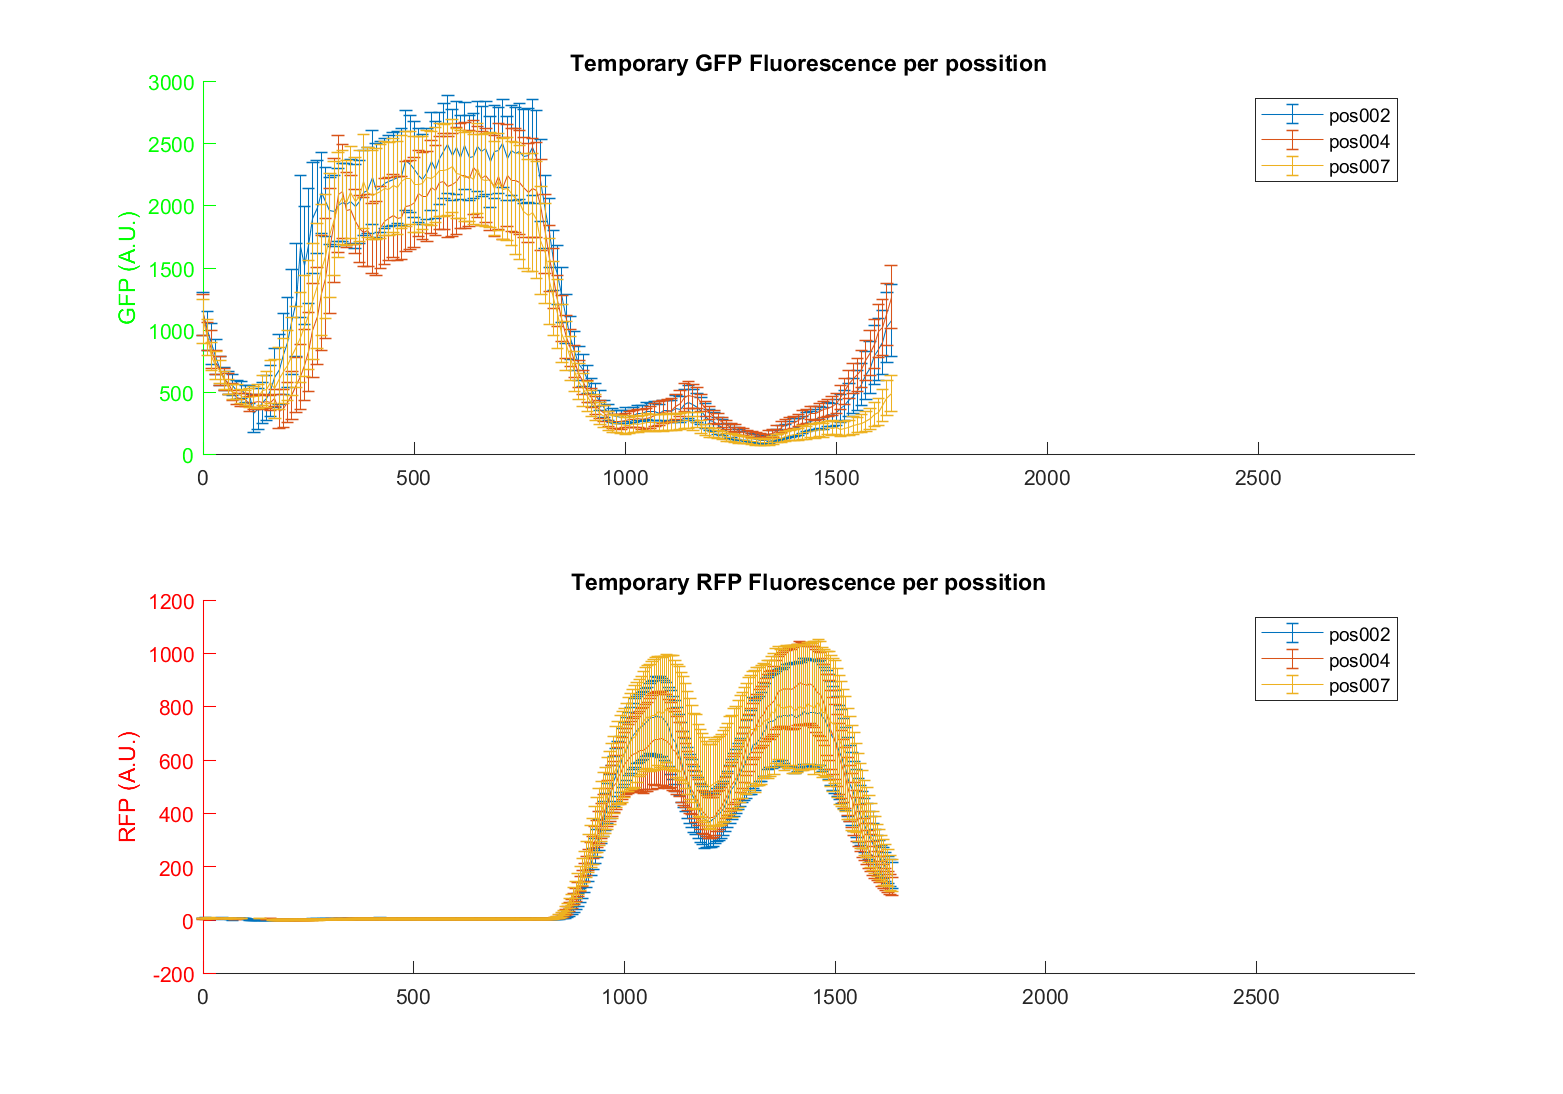 Temporary GFP Fluorescence per possition
3000
2500
2000
1500
1000
500
0
GFP (A.U.)
0 500 1000 1500 2000 2500
pos002
pos004
pos007
Temporary RFP Fluorescence per possition
1200
1000
800
600
400
200
0
-200
RFP (A.U.)
0 500 1000 1500 2000 2500
pos002
pos004
pos007